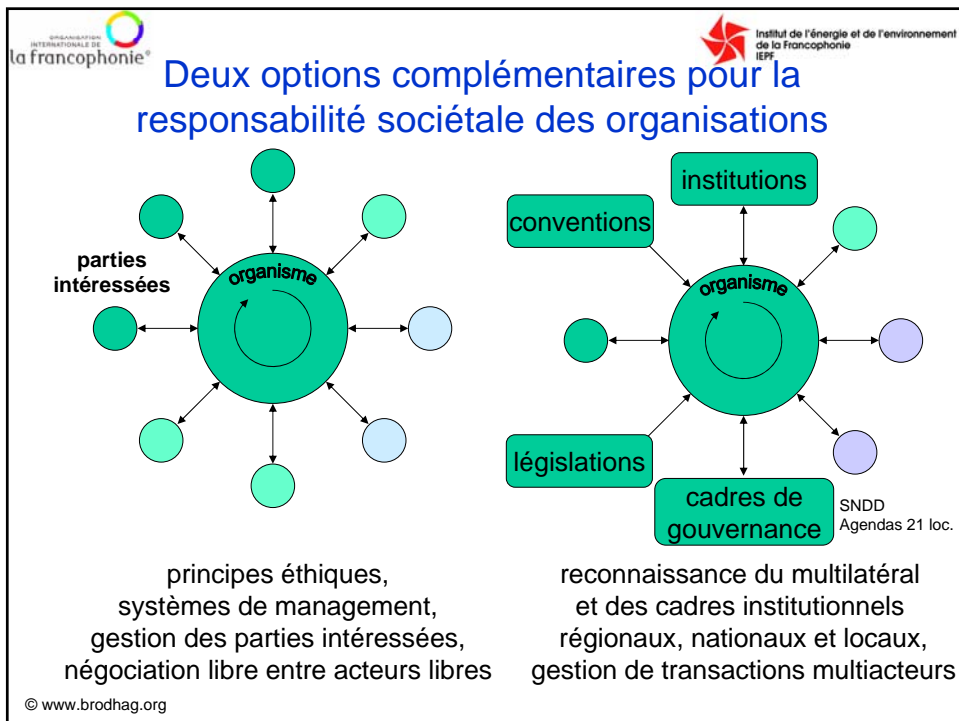 ORGANISATION
INTERNATIONALE DE
la francophonie
Institut de l'énergie et de l'environnement
de la Francophonie
IEPF
Deux options complémentaires pour la
responsabilité sociétale des organisations
parties
intéressées
organisme
principes éthiques,
systèmes de management,
gestion des parties intéressées,
négociation libre entre acteurs libres
institutions
conventions
organisme
législations
cadres de
gouvernance
SNDD
Agendas 21 loc.
reconnaissance du multilatéral
et des cadres institutionnels
régionaux, nationaux et locaux,
gestion de transactions multiacteurs
© www.brodhag.org